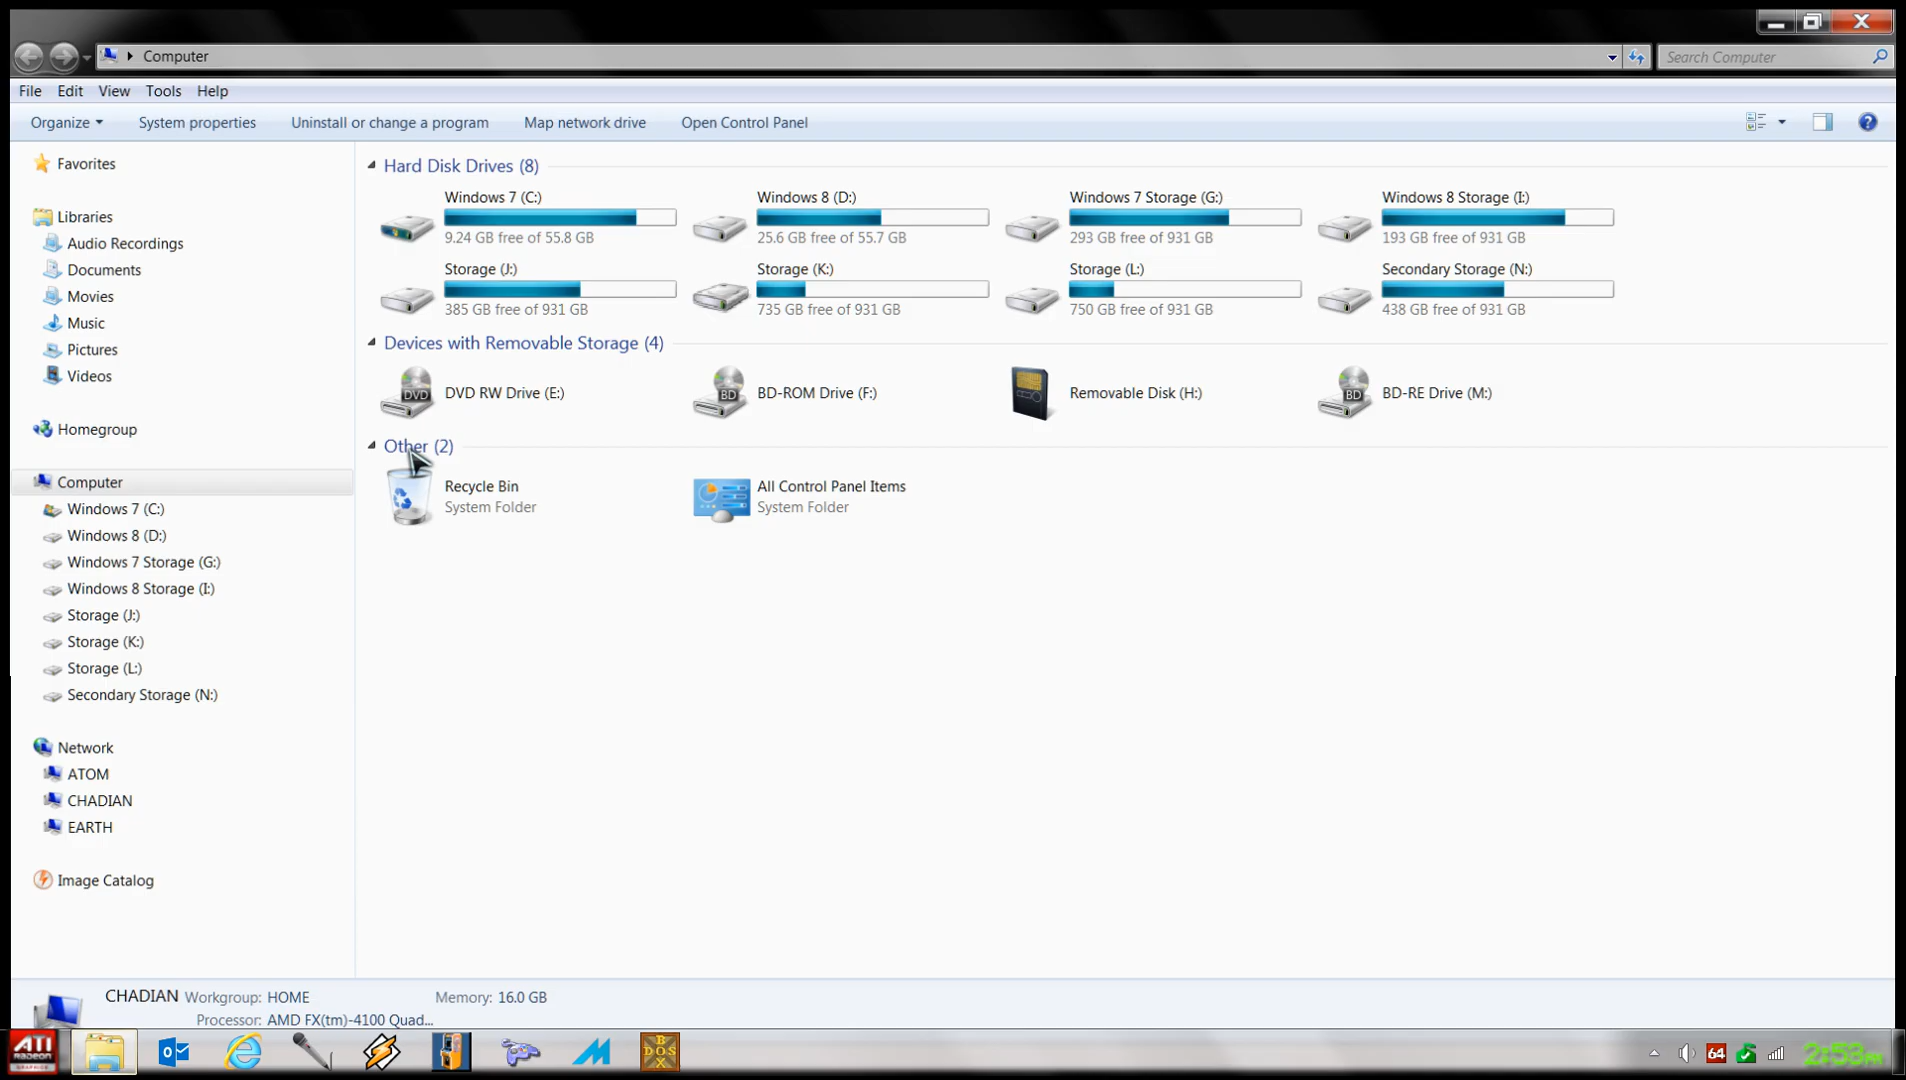 Computer
Search Computer
File Edit View Tools Help
Organize System properties Uninstall or change a program Map network drive Open Control Panel
Favorites
Libraries
Audio Recordings
Documents
Movies
Music
Pictures
Videos
Homegroup
Computer
Windows 7 (C:)
Windows 8 (D:)
Windows 7 Storage (G:)
Windows 8 Storage (I:)
Storage (J:)
Storage (K:)
Storage (L:)
Secondary Storage (N:)
Network
ATOM
CHADIAN
EARTH
Image Catalog
Hard Disk Drives (8)
Windows 7 (C:)
9.24 GB free of 55.8 GB
Windows 8 (D:)
25.6 GB free of 55.7 GB
Windows 7 Storage (G:)
293 GB free of 931 GB
Windows 8 Storage (I:)
193 GB free of 931 GB
Storage (J:)
385 GB free of 931 GB
Storage (K:)
735 GB free of 931 GB
Storage (L:)
750 GB free of 931 GB
Secondary Storage (N:)
438 GB free of 931 GB
Devices with Removable Storage (4)
DVD
DVD RW Drive (E:)
BD
BD-ROM Drive (F:)
Removable Disk (H:)
BD
BD-RE Drive (M:)
Other (2)
Recycle Bin
System Folder
All Control Panel Items
System Folder
CHADIAN Workgroup: HOME Memory: 16.0 GB
Processor: AMD FX(tm)-4100 Quad...
ATI
RADEON
GRAPHICS
O
B
DOS
X
64
2:53 PM